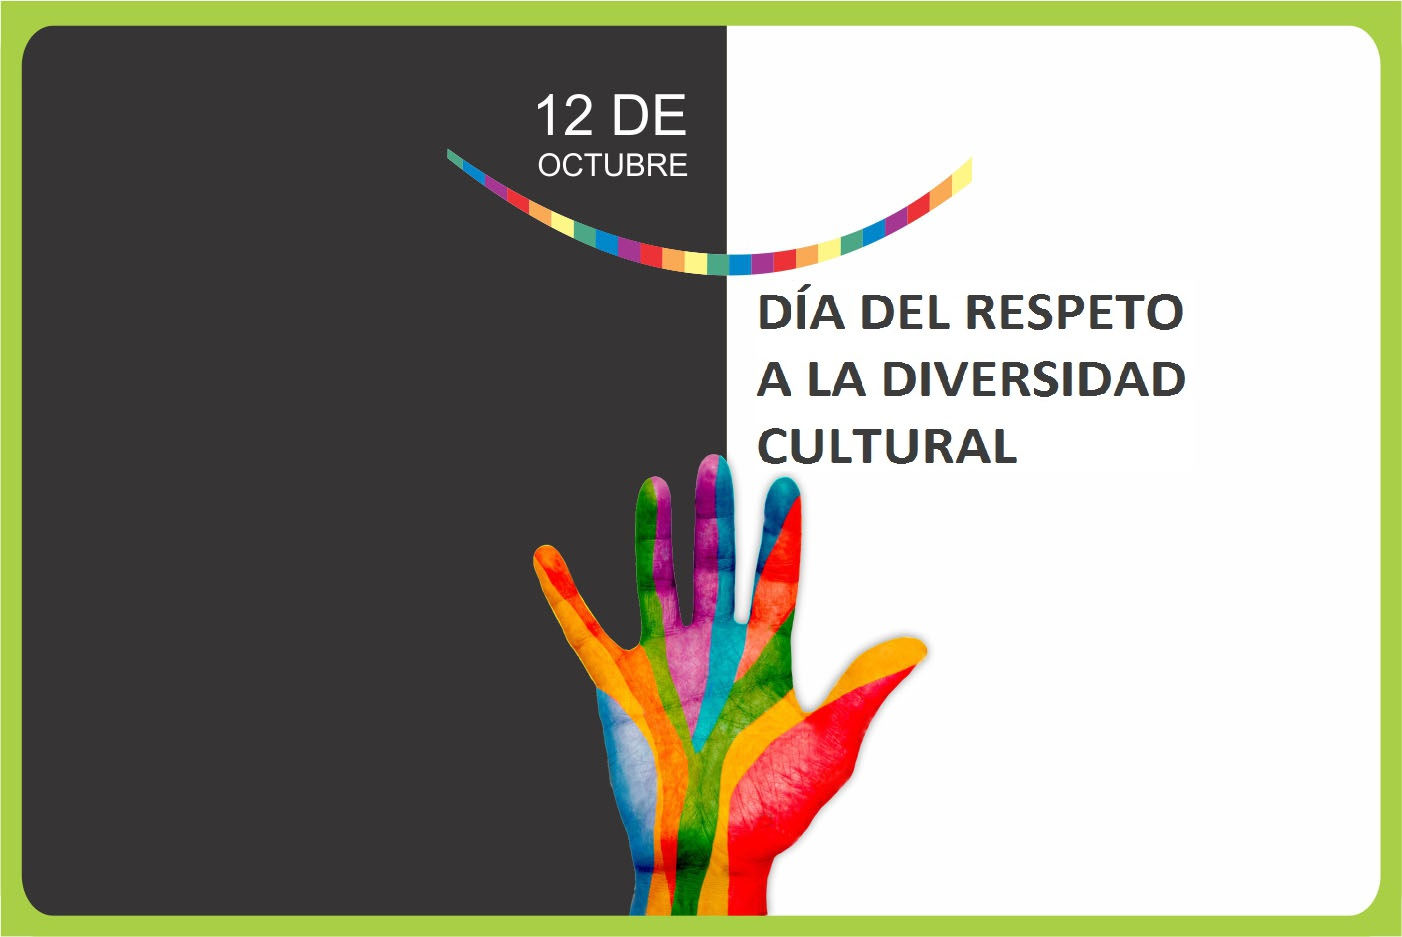 12 DE
OCTUBRE
DÍA DEL RESPETO
A LA DIVERSIDAD
CULTURAL